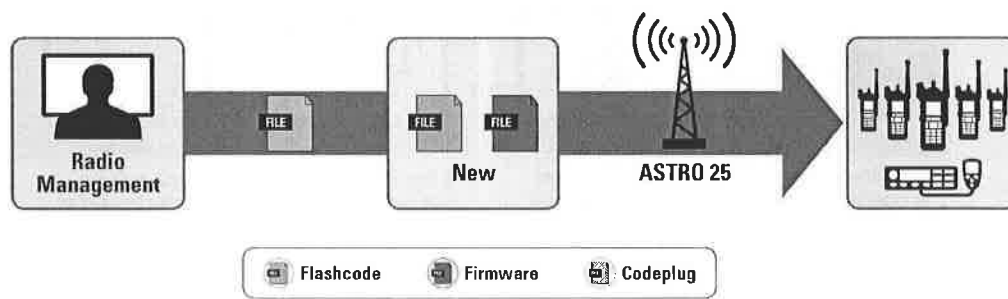 Radio
Management
FILE
FILE
FILE
New
ASTRO 25
Flashcode
Firmware
Codeplug